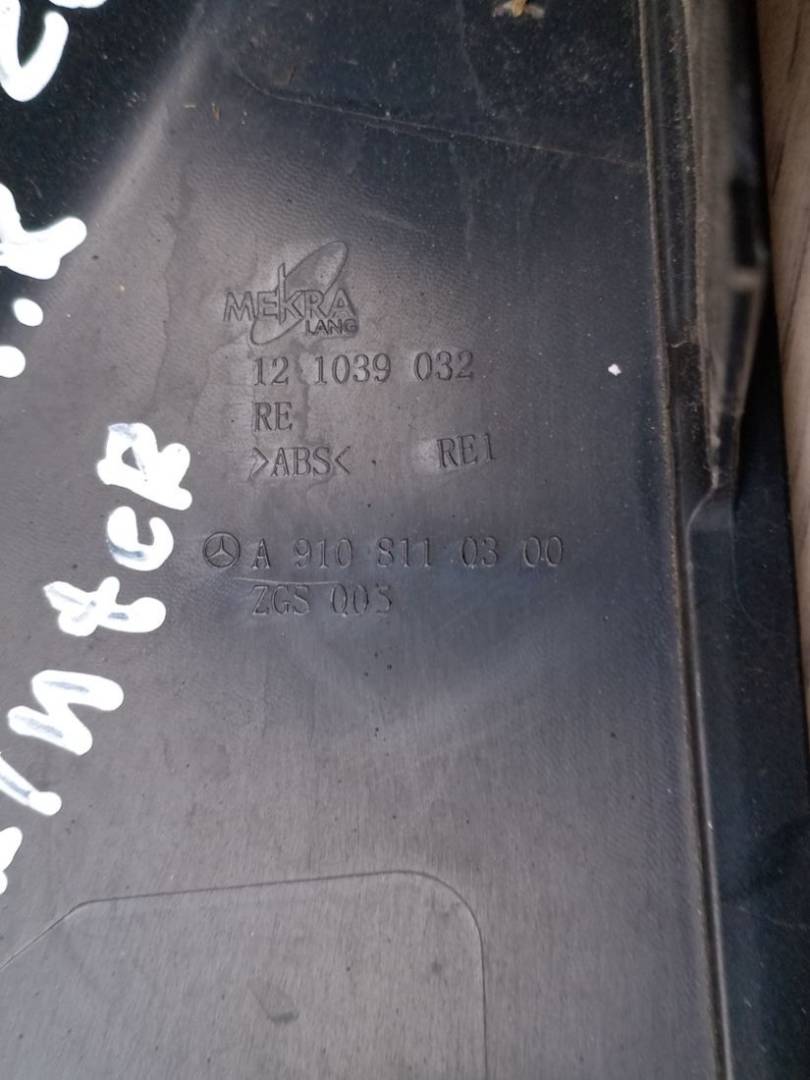 MEKRA
LANG
12 1039 032
RE
>ABS< RE1
A 910 811 03 00
ZGS 003